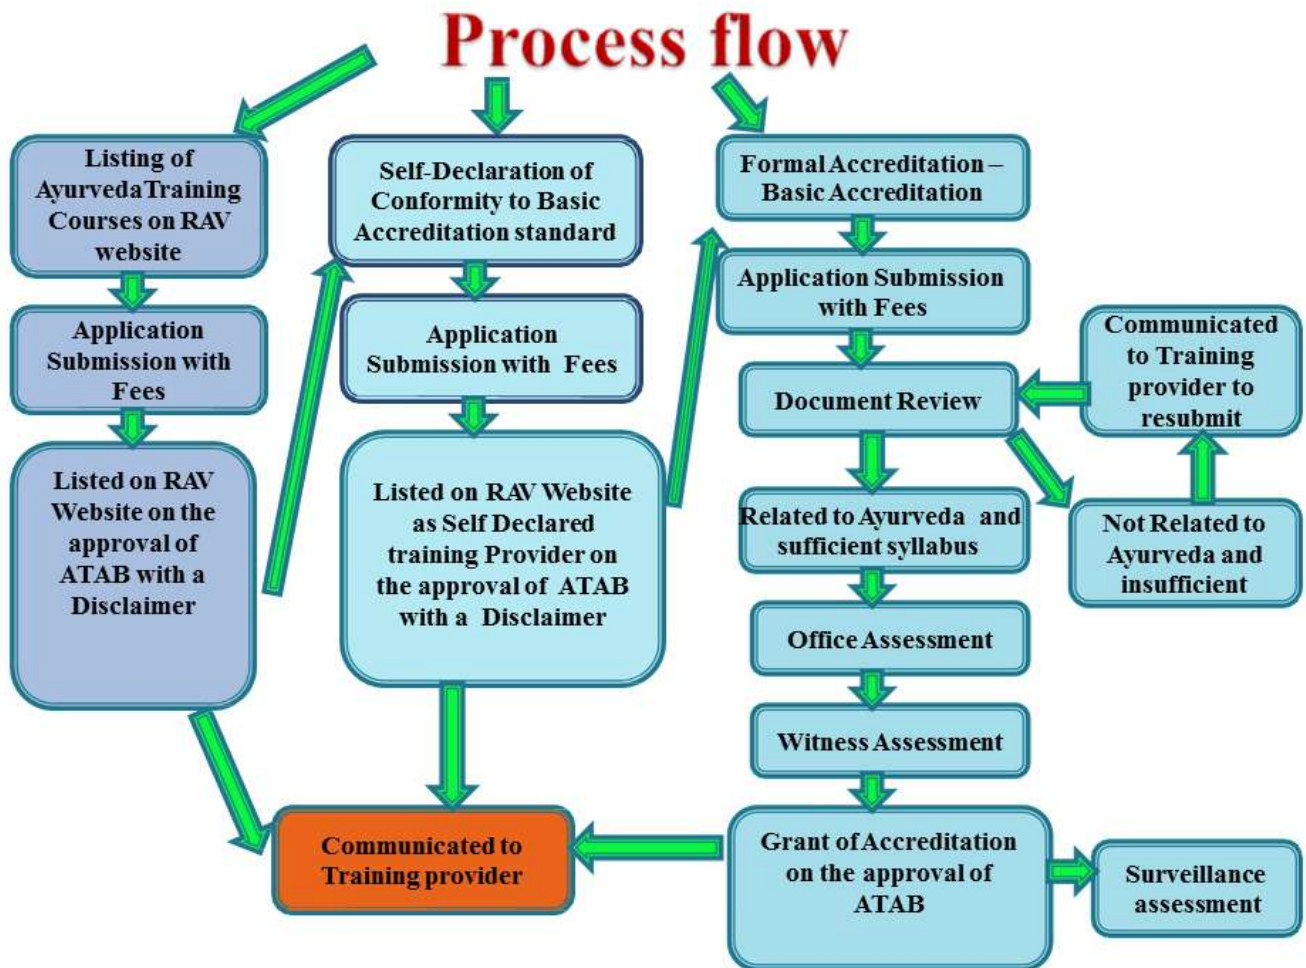 Process flow
Listing of
Ayurveda Training
Courses on RAV
website
Application
Submission with
Fees
Listed on RAV
Website on the
approval of
ATAB with a
Disclaimer
Self-Declaration of
Conformity to Basic
Accreditation standard
Application
Submission with Fees
Listed on RAV Website
as Self Declared
training Provider on
the approval of ATAB
with a Disclaimer
Communicated to
Training provider
Formal Accreditation –
Basic Accreditation
Application Submission
with Fees
Document Review
Communicated
to Training
provider to
resubmit
Related to Ayurveda and
sufficient syllabus
Not Related to
Ayurveda and
insufficient
Office Assessment
Witness Assessment
Grant of Accreditation
on the approval of
ATAB
Surveillance
assessment